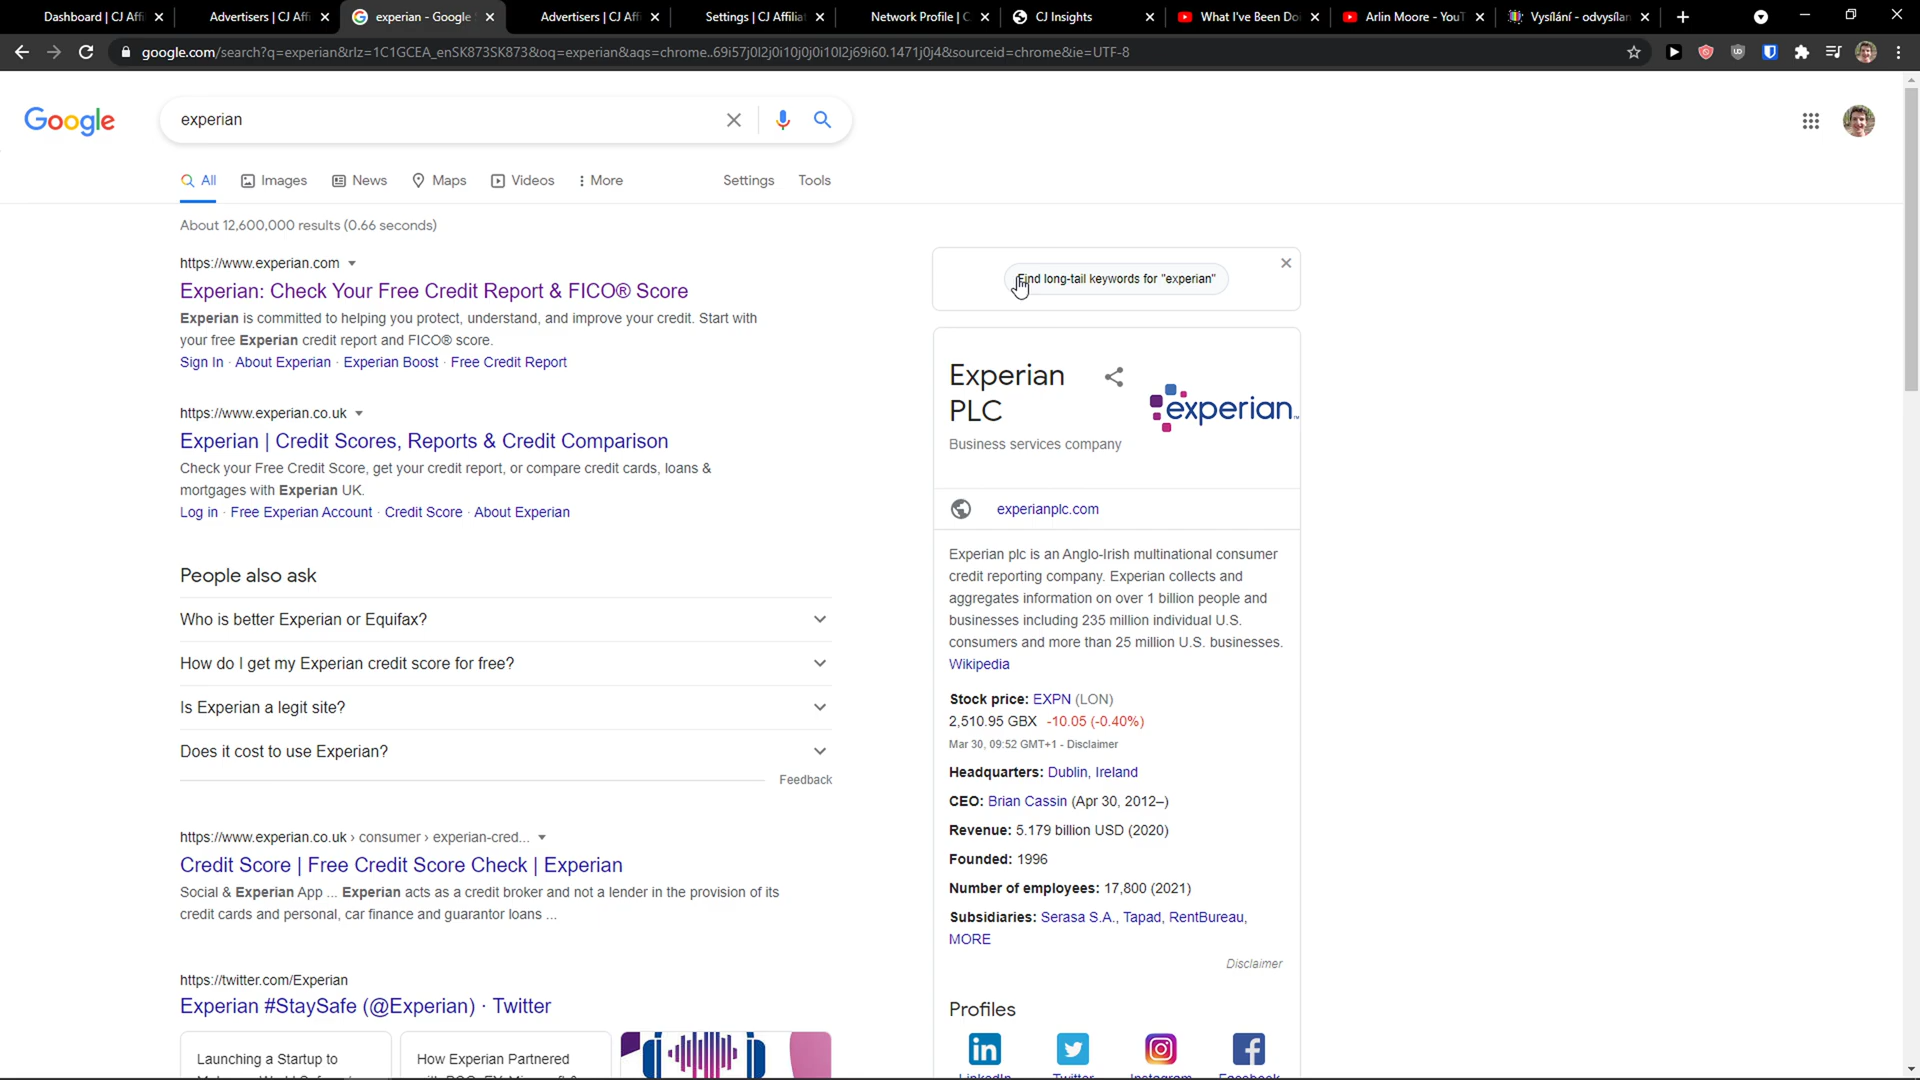 Dashboard | CJ Affi
Advertisers | CJ Affi
experian - Google
Advertisers | CJ Affi
Settings | CJ Affilia
Network Profile | C
CJ Insights
What I've Been Do
Arlin Moore - YouT
Vysílání - odvysílan
google.com/search?q=experian&rlz=1C1GCEA_enSK873SK873&oq=experian&aqs=chrome..69i57j0l2j0i10j0j0i10l2j69i60.1471j0j4&sourceid=chrome&ie=UTF-8
Google
experian
All
Images
News
Maps
Videos
More
Settings
Tools
About 12,600,000 results (0.66 seconds)
https://www.experian.com
Experian: Check Your Free Credit Report & FICO® Score
Experian is committed to helping you protect, understand, and improve your credit. Start with
your free Experian credit report and FICO® score.
Sign In · About Experian · Experian Boost · Free Credit Report
https://www.experian.co.uk
Experian | Credit Scores, Reports & Credit Comparison
Check your Free Credit Score, get your credit report, or compare credit cards, loans &
mortgages with Experian UK.
Log in · Free Experian Account · Credit Score · About Experian
People also ask
Who is better Experian or Equifax?
How do I get my Experian credit score for free?
Is Experian a legit site?
Does it cost to use Experian?
Feedback
https://www.experian.co.uk › consumer › experian-cred...
Credit Score | Free Credit Score Check | Experian
Social & Experian App ... Experian acts as a credit broker and not a lender in the provision of its
credit cards and personal, car finance and guarantor loans ...
https://twitter.com/Experian
Experian #StaySafe (@Experian) · Twitter
Launching a Startup to
How Experian Partnered
Find long-tail keywords for "experian"
Experian
PLC
experian™
Business services company
experianplc.com
Experian plc is an Anglo-Irish multinational consumer
credit reporting company. Experian collects and
aggregates information on over 1 billion people and
businesses including 235 million individual U.S.
consumers and more than 25 million U.S. businesses.
Wikipedia
Stock price: EXPN (LON)
2,510.95 GBX -10.05 (-0.40%)
Mar 30, 09:52 GMT+1 - Disclaimer
Headquarters: Dublin, Ireland
CEO: Brian Cassin (Apr 30, 2012–)
Revenue: 5.179 billion USD (2020)
Founded: 1996
Number of employees: 17,800 (2021)
Subsidiaries: Serasa S.A., Tapad, RentBureau,
MORE
Disclaimer
Profiles
LinkedIn
Twitter
Instagram
Facebook